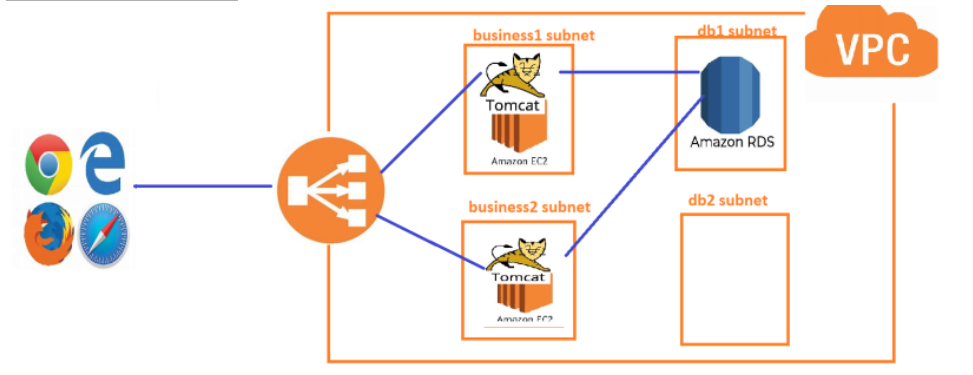 business1 subnet
Tomcat
Amazon EC2
db1 subnet
Amazon RDS
VPC
business2 subnet
Tomcat
Amazon EC2
db2 subnet